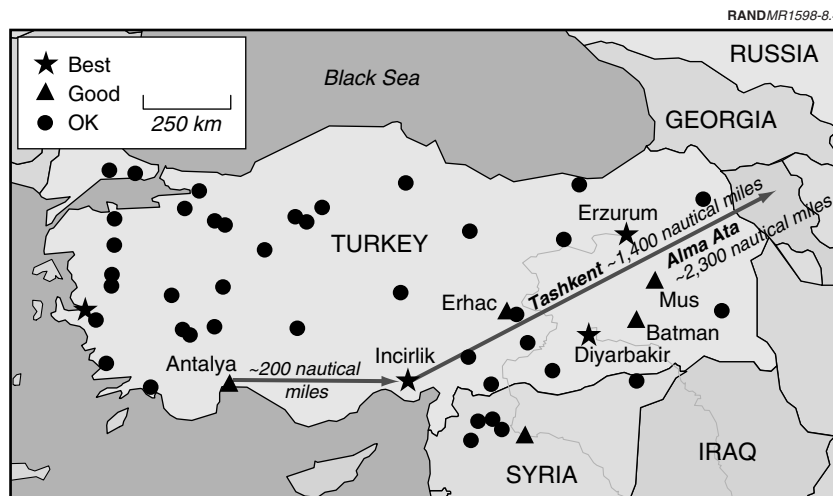 RANDMR1598-8.
RUSSIA
Best
Black Sea
Good
GEORGIA
250 km
OK
Erzurum
TURKEY
Tashkent ~1,400 nautical miles
Alma Ata
~2,300 nautical miles
Erhac
Mus
Batman
Incirlik
Diyarbakir
Antalya
~200 nautical
miles
SYRIA
IRAQ